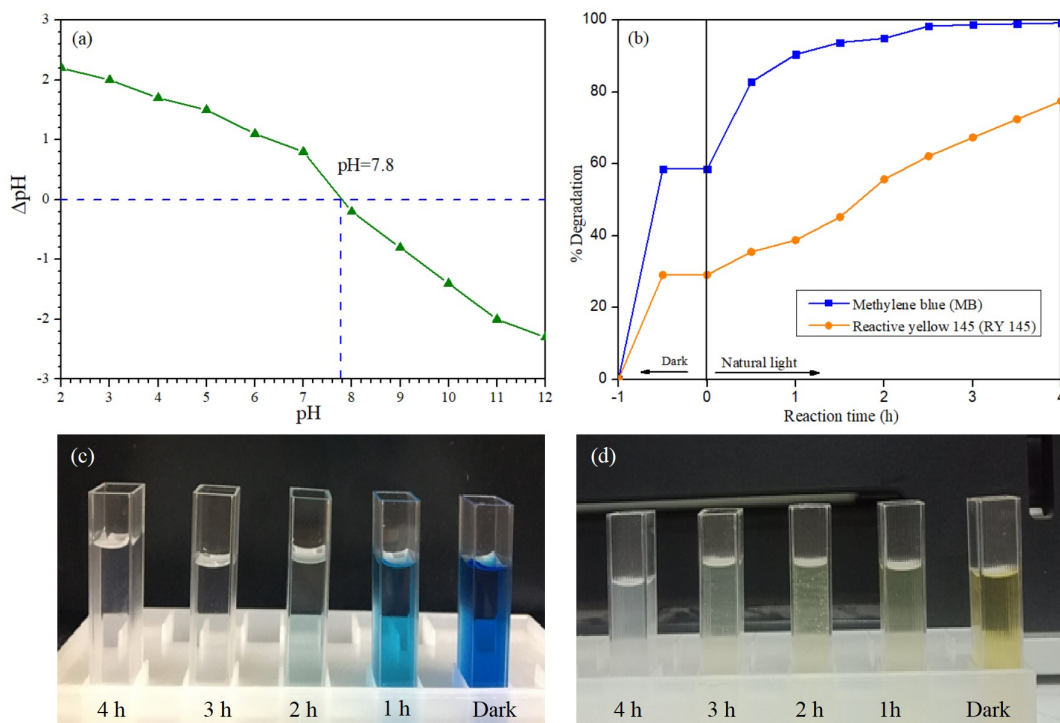 (a)
3
2
1
0
-1
-2
-3
ΔpH
pH=7.8
2 3 4 5 6 7 8 9 10 11 12
pH
(b)
100
80
60
40
20
0
% Degradation
Methylene blue (MB)
Reactive yellow 145 (RY 145)
Dark
Natural light
-1 0 1 2 3 4
Reaction time (h)
(c)
4 h 3 h 2 h 1 h Dark
(d)
4 h 3 h 2 h 1h Dark